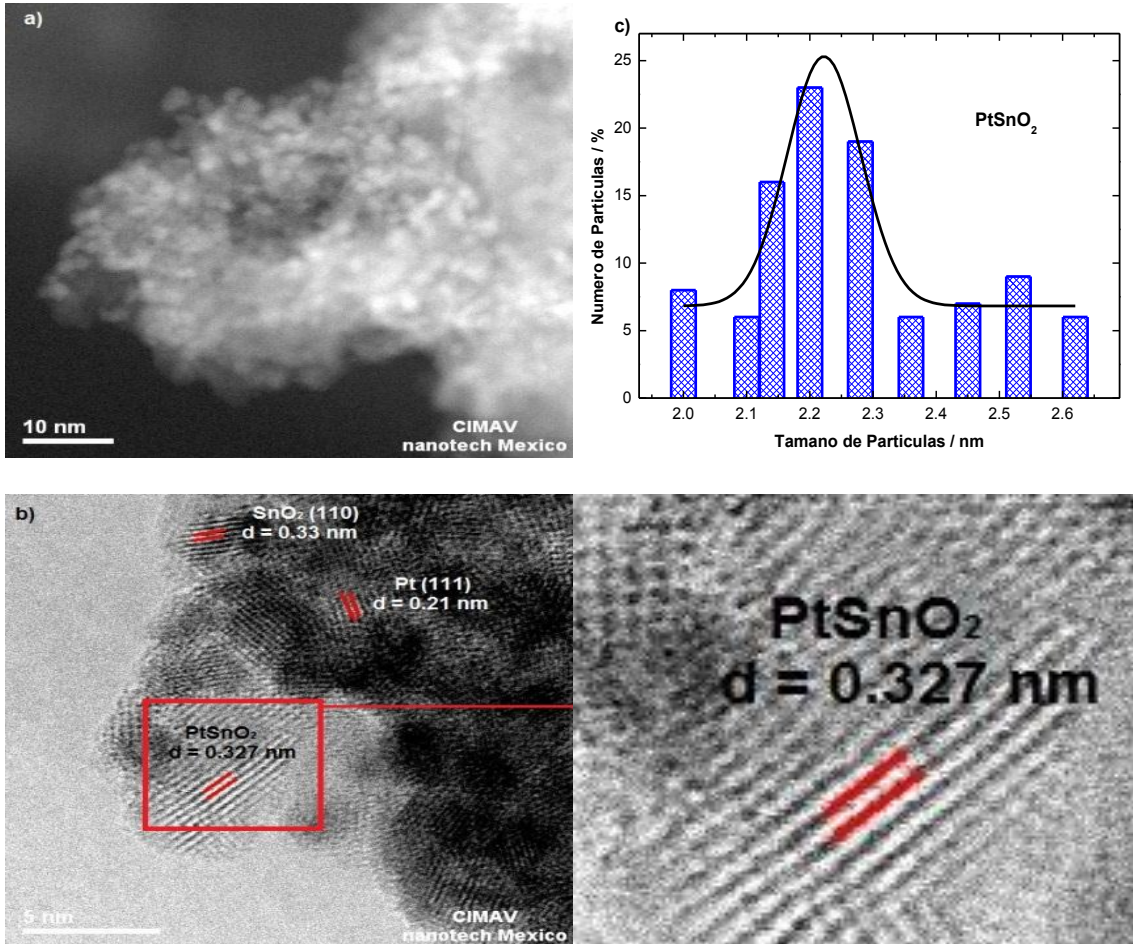 a)
10 nm
CIMAV
nanotech Mexico
c)
PtSnO₂
Numero de Particulas / %
25
20
15
10
5
0
2.0 2.1 2.2 2.3 2.4 2.5 2.6
Tamano de Particulas / nm
b)
SnO₂ (110)
d = 0.33 nm
Pt (111)
d = 0.21 nm
PtSnO₂
d = 0.327 nm
5 nm
CIMAV
nanotech Mexico
PtSnO₂
d = 0.327 nm